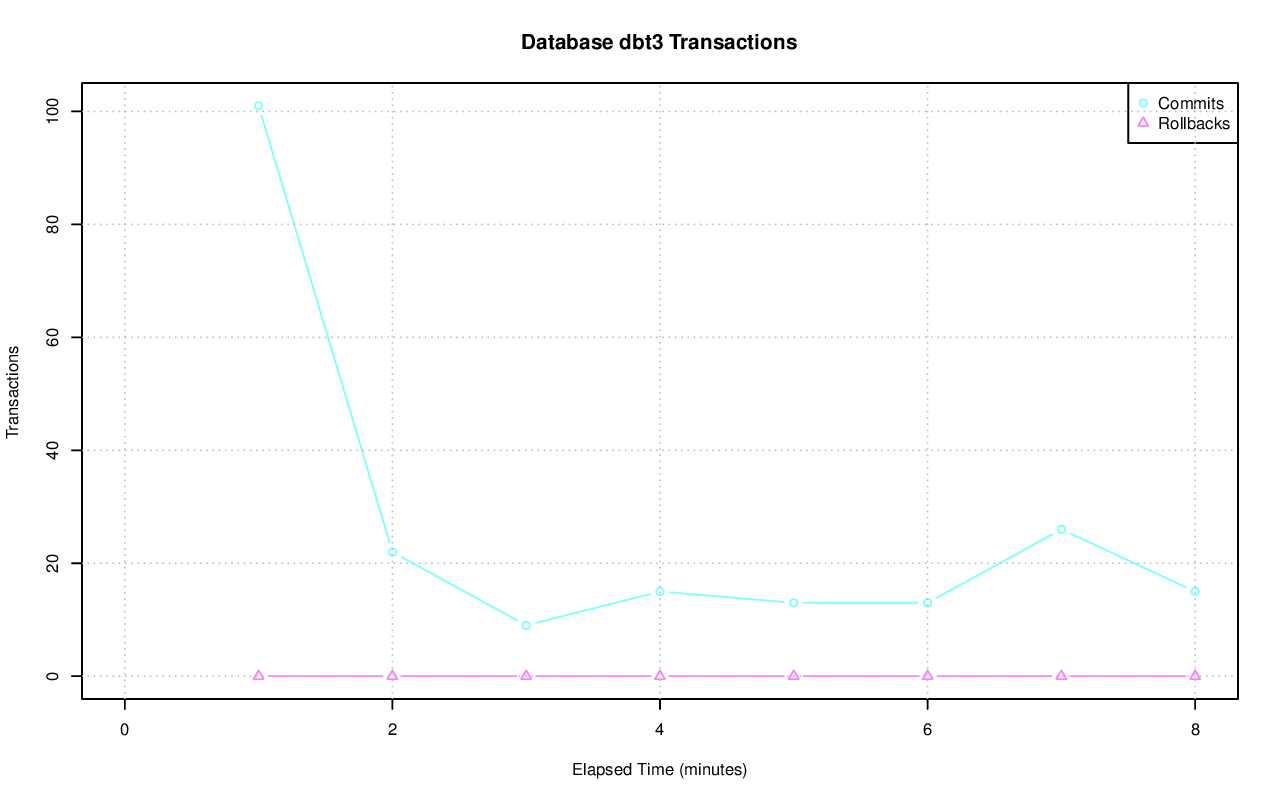 Database dbt3 Transactions
Commits
Rollbacks
100
80
60
40
20
0
Transactions
0 2 4 6 8
Elapsed Time (minutes)